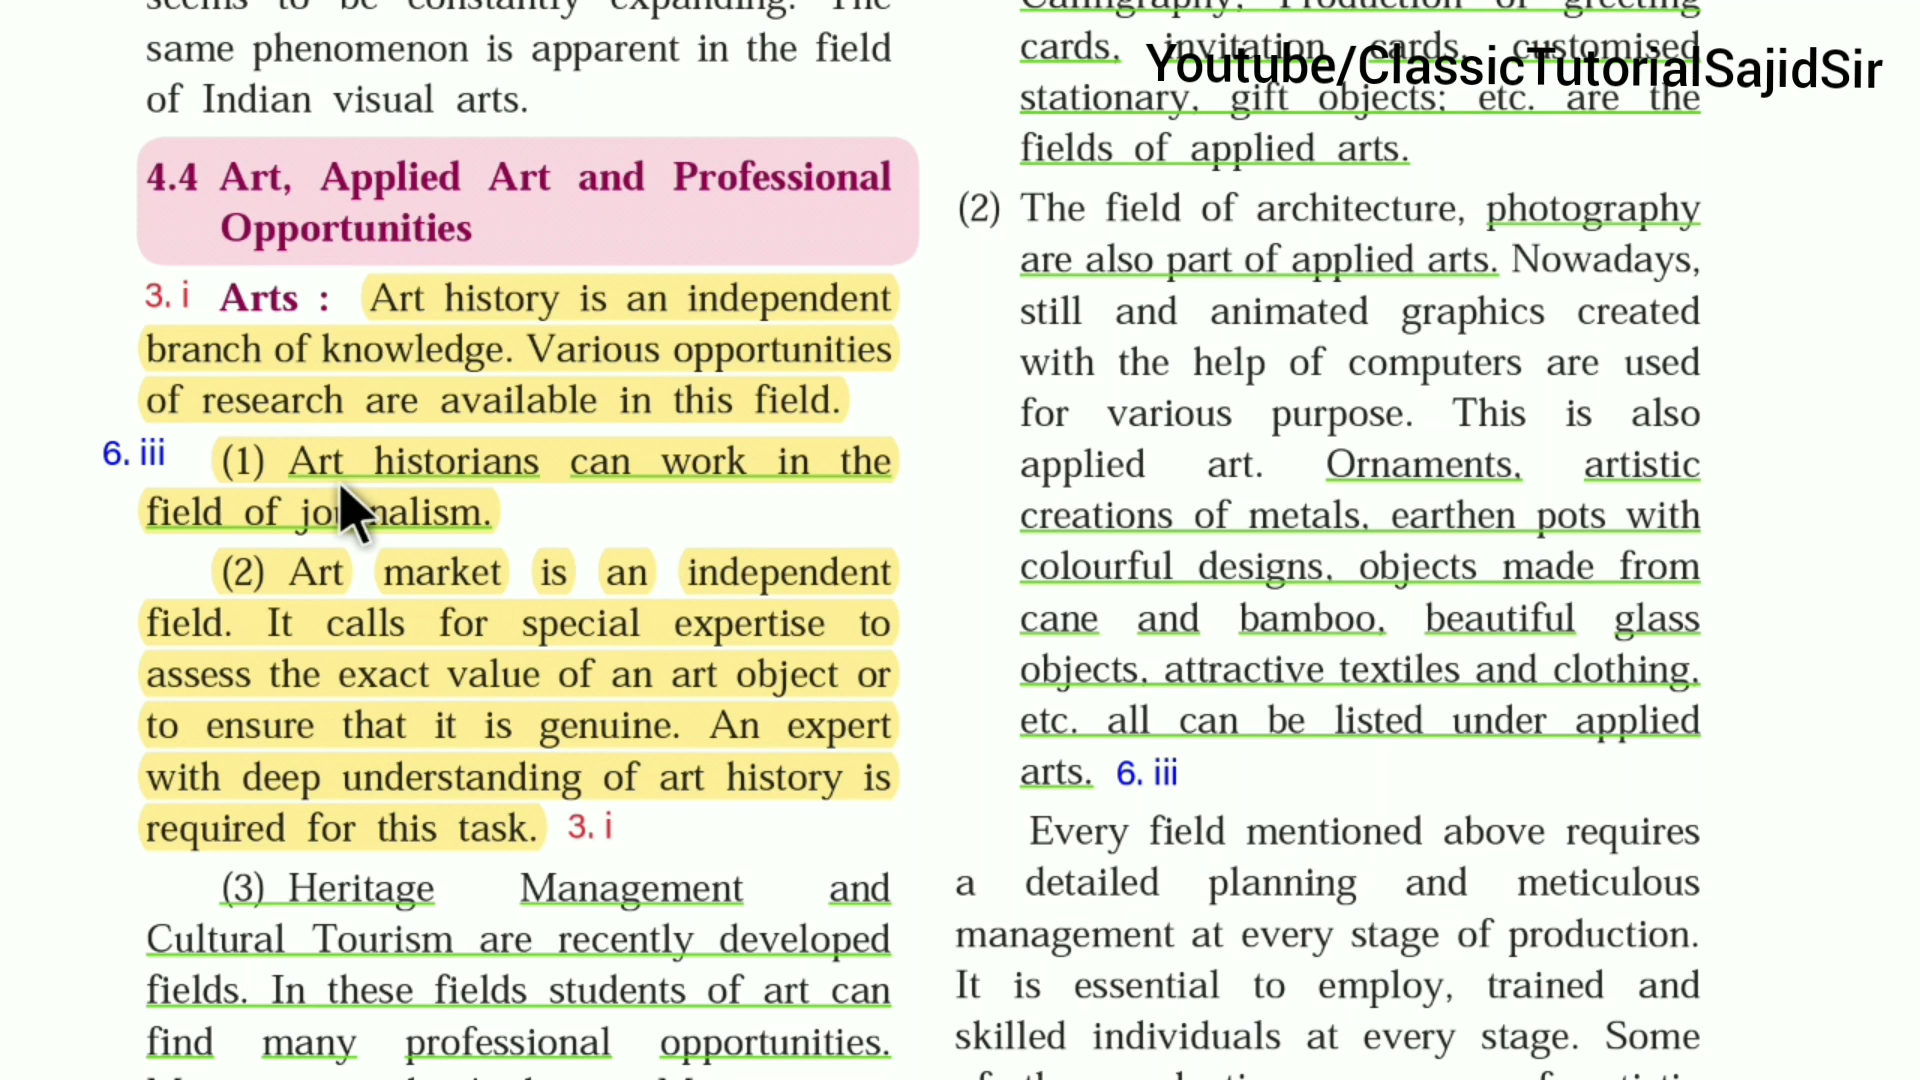 same phenomenon is apparent in the field
of Indian visual arts.
4.4 Art, Applied Art and Professional
Opportunities
3. i Arts : Art history is an independent
branch of knowledge. Various opportunities
of research are available in this field.
6. iii (1) Art historians can work in the
field of journalism.
(2) Art market is an independent
field. It calls for special expertise to
assess the exact value of an art object or
to ensure that it is genuine. An expert
with deep understanding of art history is
required for this task. 3. i
(3) Heritage Management and
Cultural Tourism are recently developed
fields. In these fields students of art can
find many professional opportunities.
Youtube/ClassicTutorialSajidSir
cards, invitation cards, customised
stationary, gift objects; etc. are the
fields of applied arts.
(2) The field of architecture, photography
are also part of applied arts. Nowadays,
still and animated graphics created
with the help of computers are used
for various purpose. This is also
applied art. Ornaments, artistic
creations of metals, earthen pots with
colourful designs, objects made from
cane and bamboo, beautiful glass
objects, attractive textiles and clothing,
etc. all can be listed under applied
arts. 6. iii
Every field mentioned above requires
a detailed planning and meticulous
management at every stage of production.
It is essential to employ, trained and
skilled individuals at every stage. Some